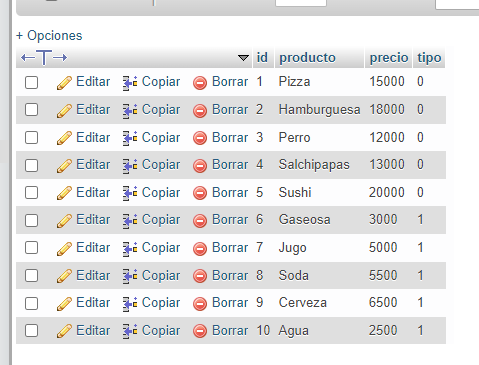 + Opciones
←T→ id producto precio tipo
Editar Copiar Borrar 1 Pizza 15000 0
Editar Copiar Borrar 2 Hamburguesa 18000 0
Editar Copiar Borrar 3 Perro 12000 0
Editar Copiar Borrar 4 Salchipapas 13000 0
Editar Copiar Borrar 5 Sushi 20000 0
Editar Copiar Borrar 6 Gaseosa 3000 1
Editar Copiar Borrar 7 Jugo 5000 1
Editar Copiar Borrar 8 Soda 5500 1
Editar Copiar Borrar 9 Cerveza 6500 1
Editar Copiar Borrar 10 Agua 2500 1